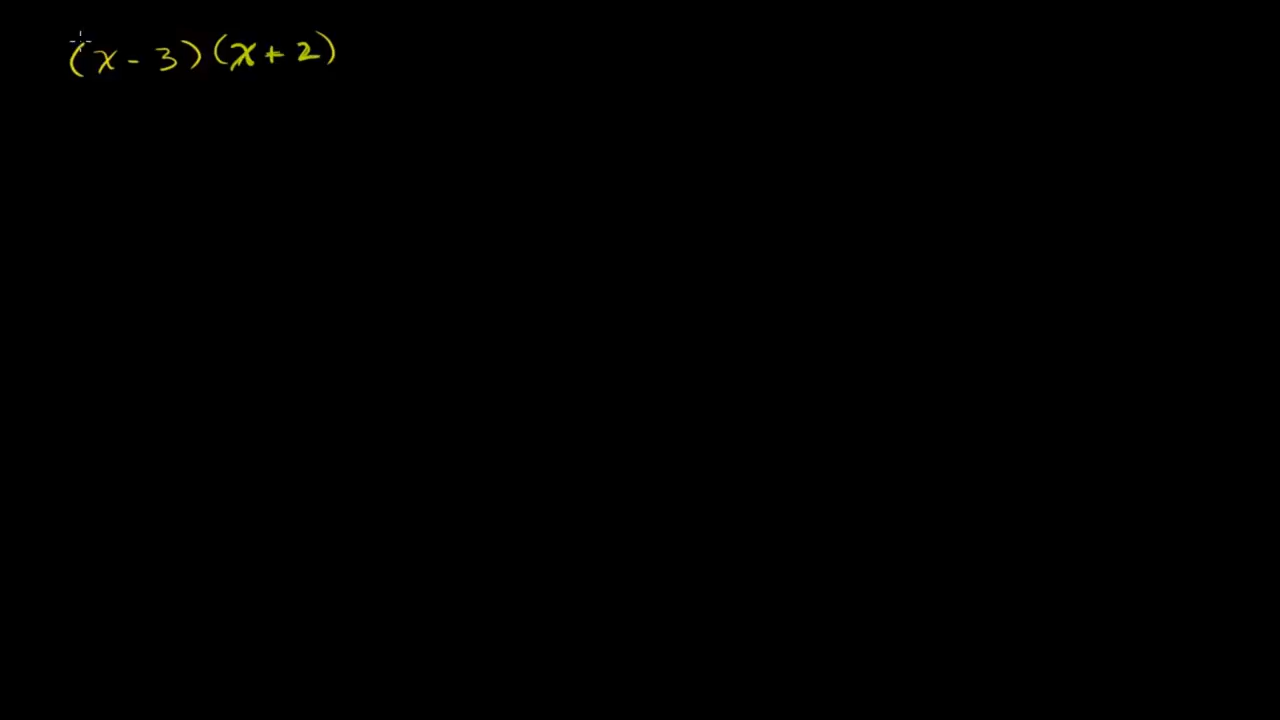 (x - 3)(x + 2)